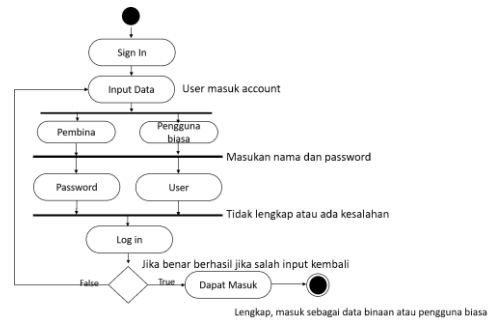 Sign In
Input Data
User masuk account
Pembina
Pengguna
biasa
Masukan nama dan password
Password
User
Tidak lengkap atau ada kesalahan
Log in
Jika benar berhasil jika salah input kembali
False
True
Dapat Masuk
Lengkap, masuk sebagai data binaan atau pengguna biasa